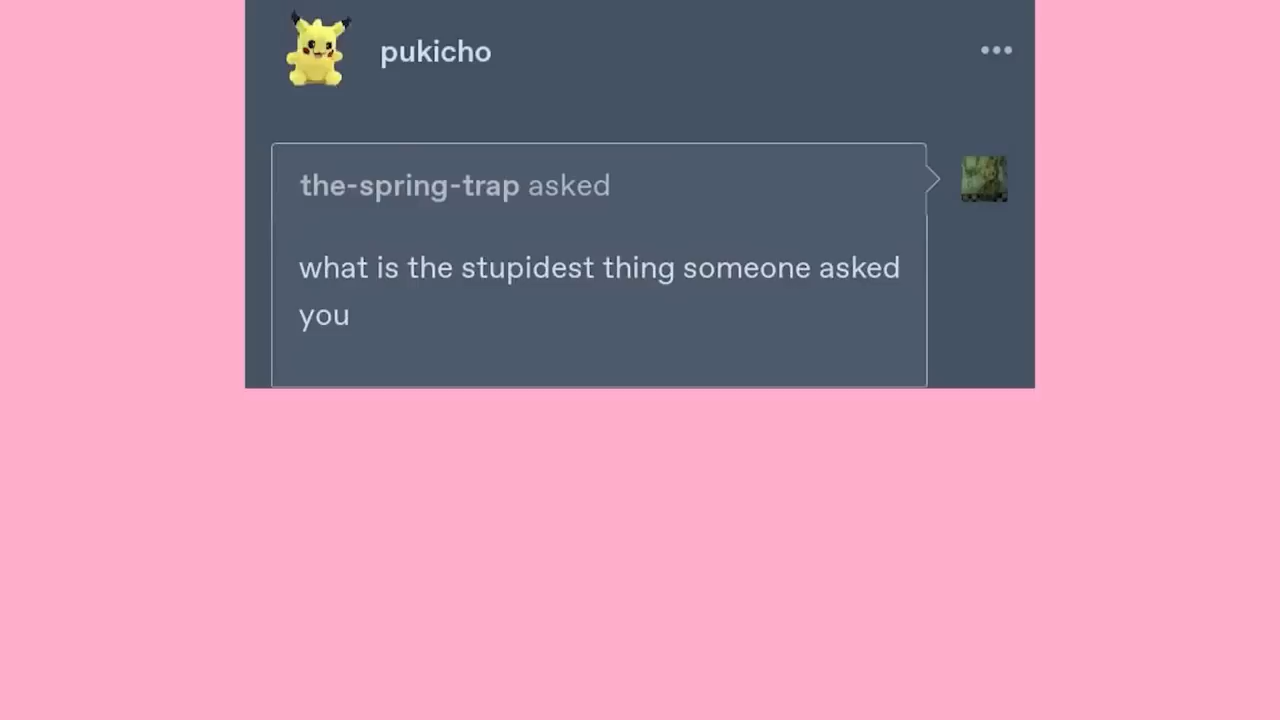 pukicho
the-spring-trap asked
what is the stupidest thing someone asked
you